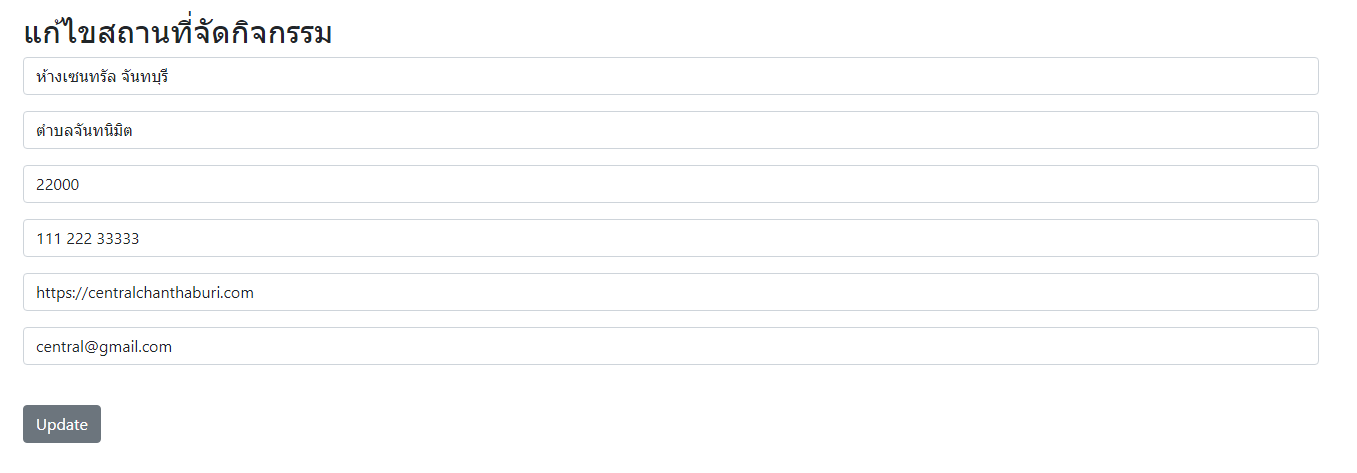 แก้ไขสถานที่จัดกิจกรรม
ห้างเซนทรัล จันทบุรี
ตำบลจันทนิมิต
22000
111 222 33333
https://centralchanthaburi.com
central@gmail.com
Update